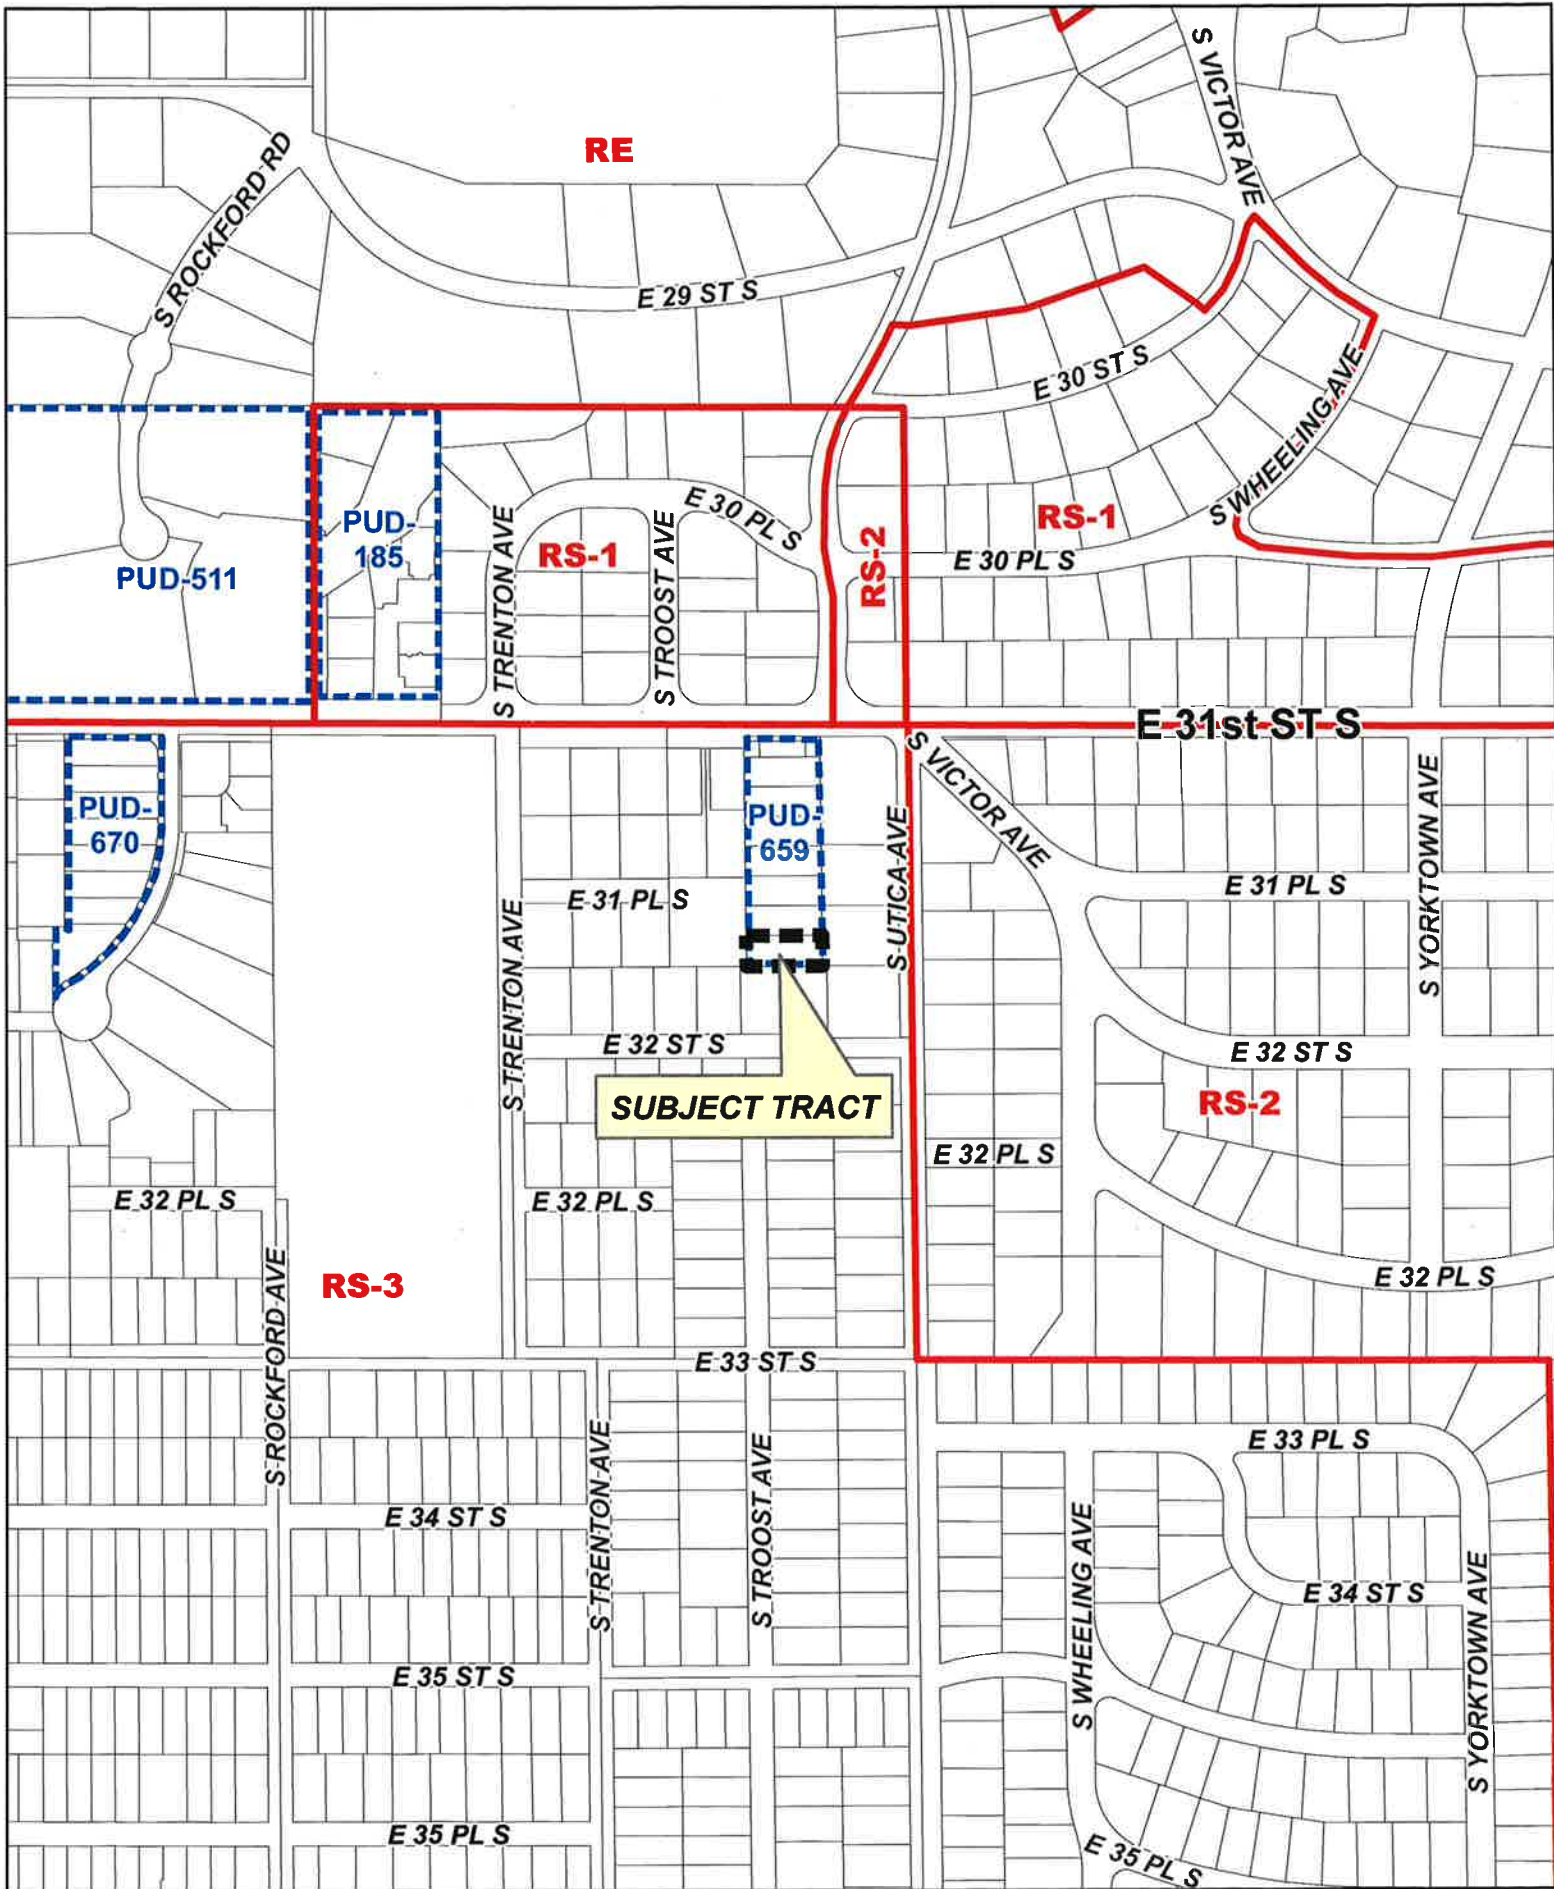 S VICTOR AVE
RE
S ROCKFORD RD
E 29 ST S
E 30 ST S
S WHEELING AVE
PUD-
185
PUD-511
S TRENTON AVE
RS-1
S TROOST AVE
E 30 PL S
RS-2
RS-1
E 30 PL S
E 31st ST S
PUD-
670
PUD-
659
S UTICA AVE
S VICTOR AVE
S YORKTOWN AVE
E 31 PL S
E 31 PL S
S TRENTON AVE
E 32 ST S
E 32 ST S
SUBJECT TRACT
RS-2
E 32 PL S
E 32 PL S
E 32 PL S
E 32 PL S
RS-3
S ROCKFORD AVE
E 33 ST S
E 33 PL S
S TRENTON AVE
S TROOST AVE
E 34 ST S
S WHEELING AVE
E 34 ST S
S YORKTOWN AVE
E 35 ST S
E 35 PL S
E 35 PL S